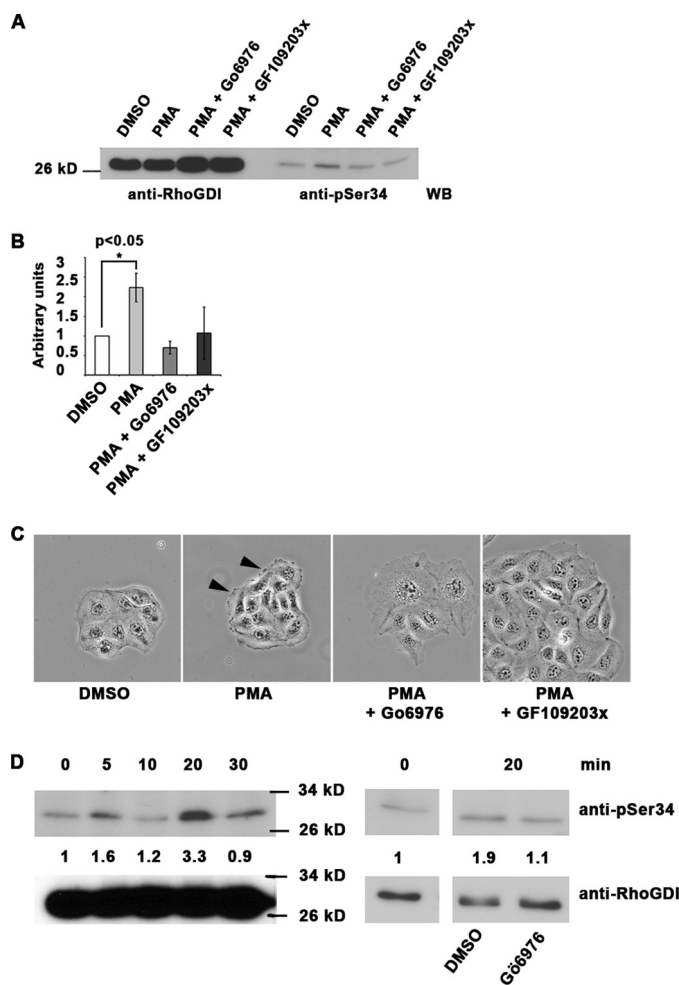 A
DMSO
PMA
PMA + Go6976
PMA + GF109203x
DMSO
PMA
PMA + Go6976
PMA + GF109203x
26 kD
anti-RhoGDI
anti-pSer34
WB
B
p<0.05
*
Arbitrary units
3
2.5
2
1
0.5
0
DMSO
PMA
PMA + Go6976
PMA + GF109203x
C
DMSO
PMA
PMA
+ Go6976
PMA
+ GF109203x
D
0 5 10 20 30
0 20 min
34 kD
26 kD
anti-pSer34
1 1.6 1.2 3.3 0.9
1 1.9 1.1
34 kD
26 kD
anti-RhoGDI
DMSO
Gö6976